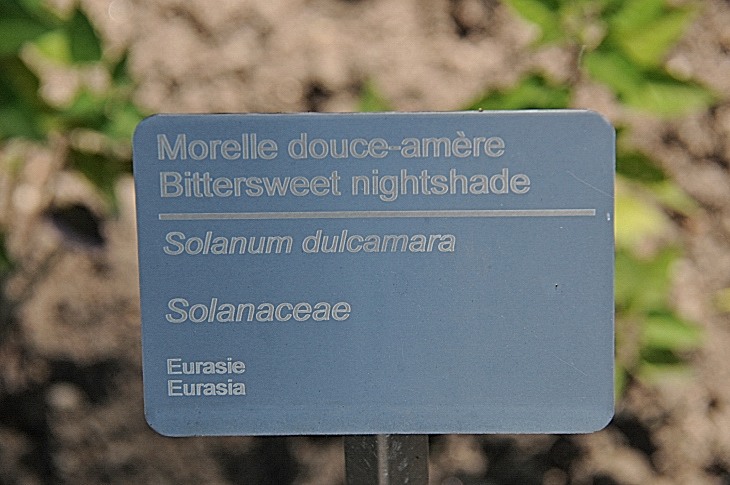 Morelle douce-amère
Bittersweet nightshade
Solanum dulcamara
Solanaceae
Eurasie
Eurasia